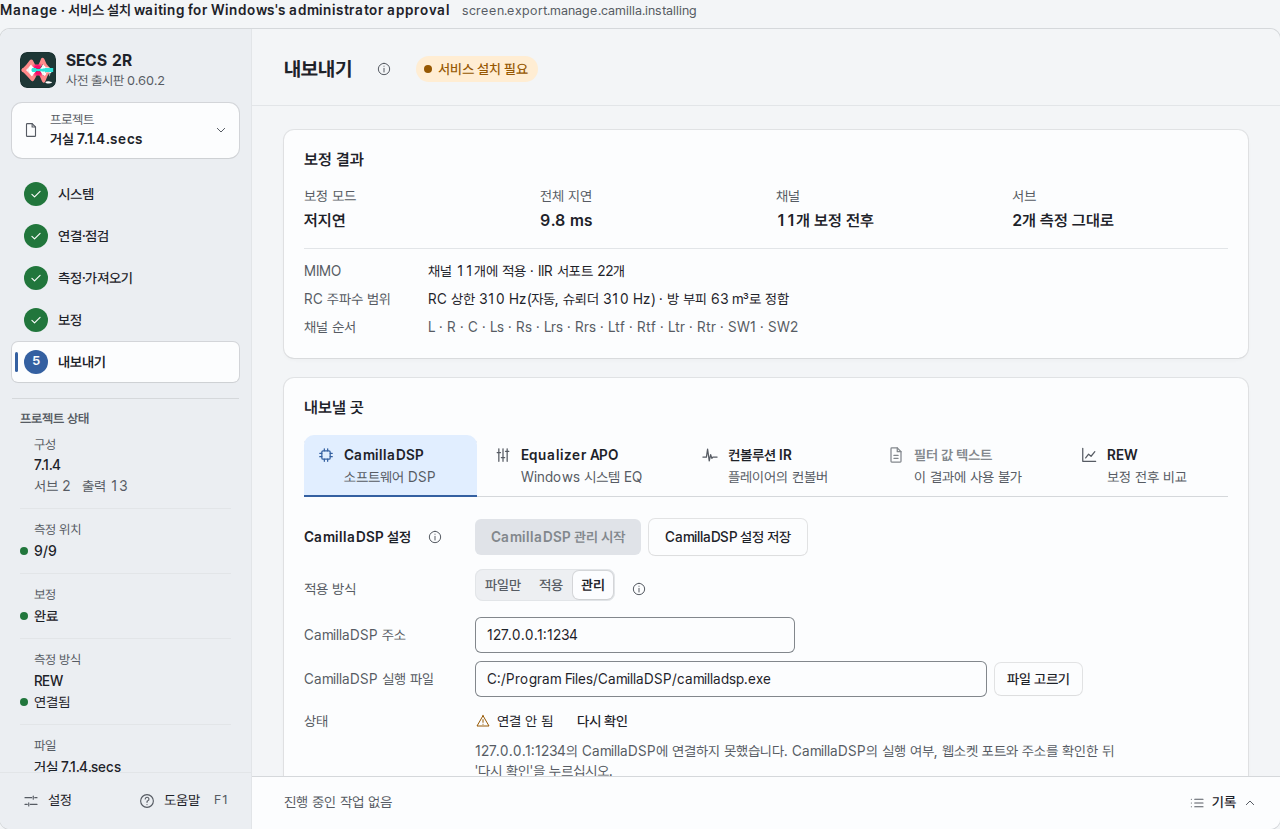 Manage · 서비스 설치 waiting for Windows's administrator approval screen.export.manage.camilla.installing
SECS 2R
사전 출시판 0.60.2
프로젝트
거실 7.1.4.secs
시스템
연결·점검
측정·가져오기
보정
5 내보내기
프로젝트 상태
구성
7.1.4
서브 2 출력 13
측정 위치
9/9
보정
완료
측정 방식
REW
연결됨
파일
거실 7.1.4.secs
설정
도움말 F1
내보내기
서비스 설치 필요
보정 결과
보정 모드 전체 지연 채널 서브
저지연 9.8 ms 11개 보정 전후 2개 측정 그대로
MIMO 채널 11개에 적용 · IIR 서포트 22개
RC 주파수 범위 RC 상한 310 Hz(자동, 슈뢰더 310 Hz) · 방 부피 63 m³로 정함
채널 순서 L · R · C · Ls · Rs · Lrs · Rrs · Ltf · Rtf · Ltr · Rtr · SW1 · SW2
내보낼 곳
CamillaDSP Equalizer APO 컨볼루션 IR 필터 값 텍스트 REW
소프트웨어 DSP Windows 시스템 EQ 플레이어의 컨볼버 이 결과에 사용 불가 보정 전후 비교
CamillaDSP 설정 CamillaDSP 관리 시작 CamillaDSP 설정 저장
적용 방식 파일만 적용 관리
CamillaDSP 주소 127.0.0.1:1234
CamillaDSP 실행 파일 C:/Program Files/CamillaDSP/camilladsp.exe 파일 고르기
상태 연결 안 됨 다시 확인
127.0.0.1:1234의 CamillaDSP에 연결하지 못했습니다. CamillaDSP의 실행 여부, 웹소켓 포트와 주소를 확인한 뒤
'다시 확인'을 누르십시오.
진행 중인 작업 없음
기록